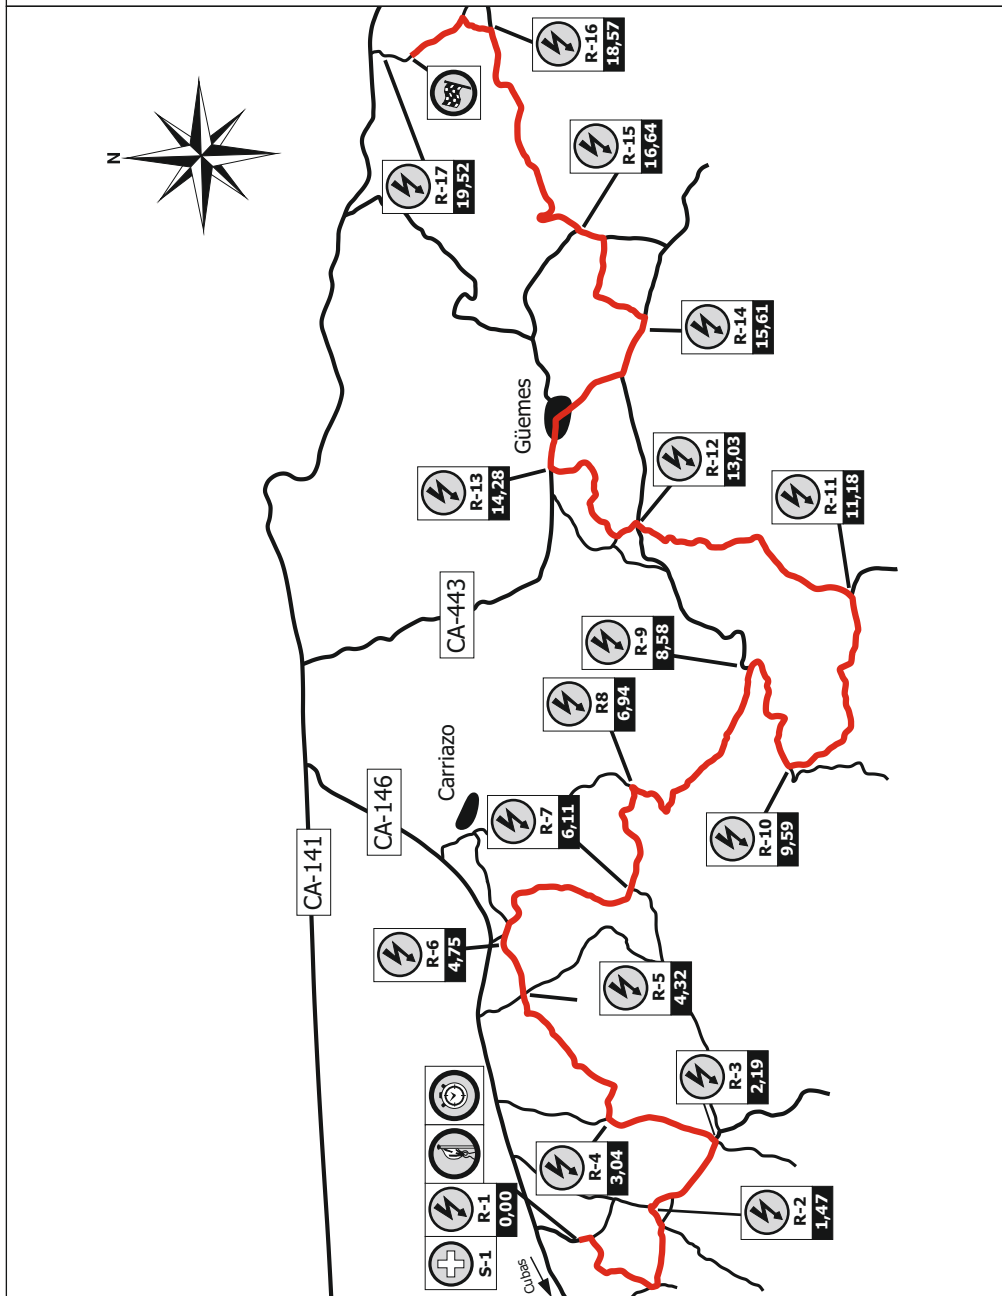 N
R-16
18,57
R-15
16,64
R-17
19,52
R-14
15,61
Güemes
R-13
14,28
R-12
13,03
R-11
11,18
CA-443
R-9
8,58
R8
6,94
Carriazo
CA-146
CA-141
R-7
6,11
R-10
9,59
R-6
4,75
R-5
4,32
R-3
2,19
R-4
3,04
R-2
1,47
R-1
0,00
S-1
Cubas